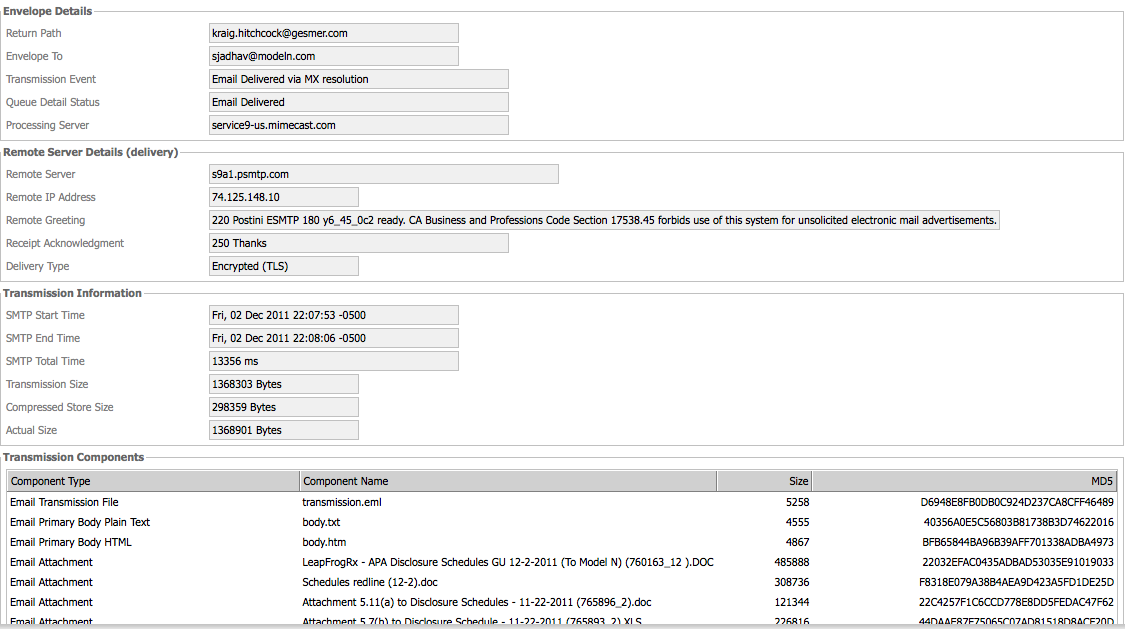 Envelope Details
Return Path kraig.hitchcock@gesmer.com
Envelope To sjadhav@modeln.com
Transmission Event Email Delivered via MX resolution
Queue Detail Status Email Delivered
Processing Server service9-us.mimecast.com
Remote Server Details (delivery)
Remote Server s9a1.psmtp.com
Remote IP Address 74.125.148.10
Remote Greeting 220 Postini ESMTP 180 y6_45_0c2 ready. CA Business and Professions Code Section 17538.45 forbids use of this system for unsolicited electronic mail advertisements.
Receipt Acknowledgment 250 Thanks
Delivery Type Encrypted (TLS)
Transmission Information
SMTP Start Time Fri, 02 Dec 2011 22:07:53 -0500
SMTP End Time Fri, 02 Dec 2011 22:08:06 -0500
SMTP Total Time 13356 ms
Transmission Size 1368303 Bytes
Compressed Store Size 298359 Bytes
Actual Size 1368901 Bytes
Transmission Components
Component Type Component Name Size MD5
Email Transmission File transmission.eml 5258 D6948E8FB0DB0C924D237CA8CFF46489
Email Primary Body Plain Text body.txt 4555 40356A0E5C56803B81738B3D74622016
Email Primary Body HTML body.htm 4867 BFB65844BA96B39AFF701338ADBA4973
Email Attachment LeapFrogRx - APA Disclosure Schedules GU 12-2-2011 (To Model N) (760163_12 ).DOC 485888 22032EFAC0435ADBAD53035E91019033
Email Attachment Schedules redline (12-2).doc 308736 F8318E079A38B4AEA9D423A5FD1DE25D
Email Attachment Attachment 5.11(a) to Disclosure Schedules - 11-22-2011 (765896_2).doc 121344 22C4257F1C6CCD778E8DD5FEDAC47F62
Email Attachment Attachment 5.7(b) to Disclosure Schedule - 11-22-2011 (765893_2).XLS 226816 44DAAE87E75065C07AD81518D8ACE20D